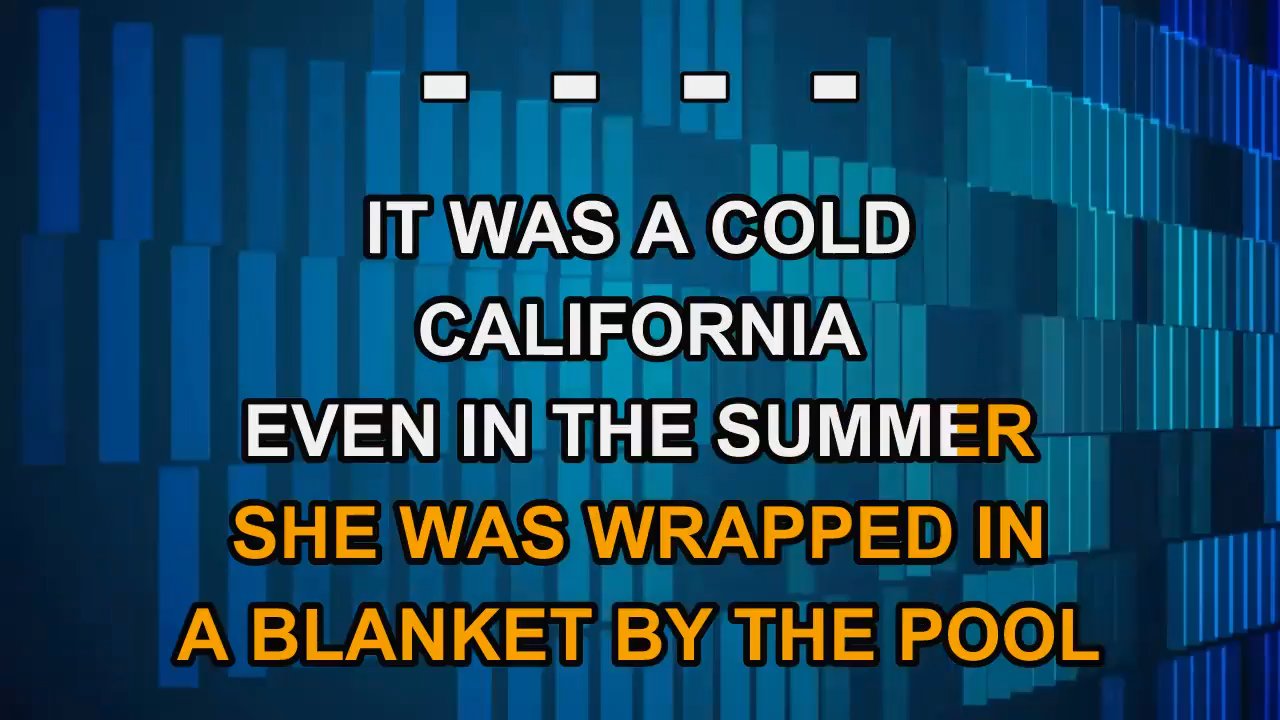 - - - -
IT WAS A COLD
CALIFORNIA
EVEN IN THE SUMMER
SHE WAS WRAPPED IN
A BLANKET BY THE POOL